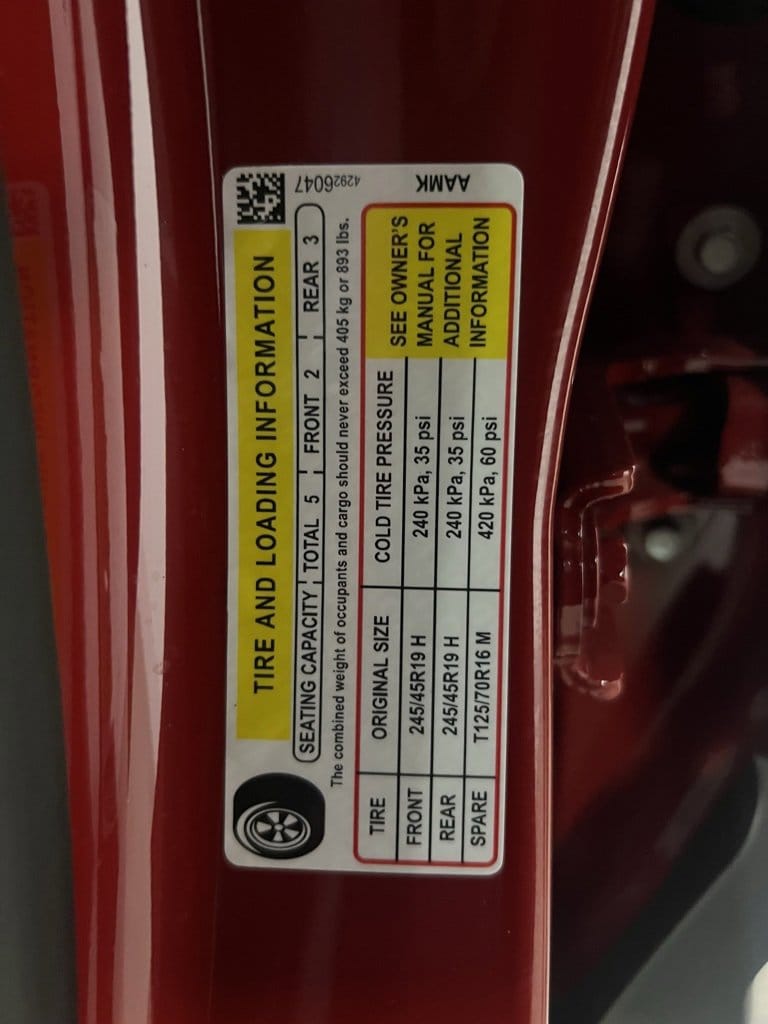 TIRE AND LOADING INFORMATION
SEATING CAPACITY TOTAL 5 FRONT 2 REAR 3
The combined weight of occupants and cargo should never exceed 405 kg or 893 lbs.
TIRE ORIGINAL SIZE COLD TIRE PRESSURE
FRONT 245/45R19 H 240 kPa, 35 psi
REAR 245/45R19 H 240 kPa, 35 psi
SPARE T125/70R16 M 420 kPa, 60 psi
SEE OWNER'S
MANUAL FOR
ADDITIONAL
INFORMATION
42926047
AAMK